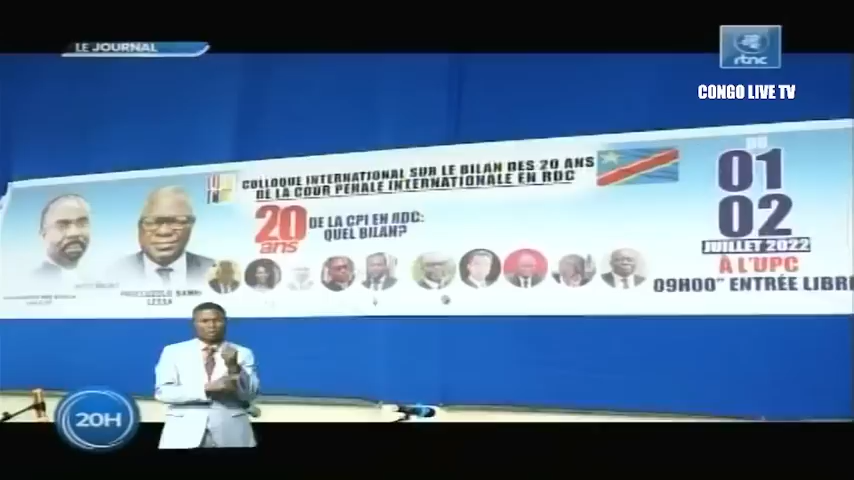 LE JOURNAL
rtnc
CONGO LIVE TV
COLLOQUE INTERNATIONAL SUR LE BILAN DES 20 ANS
DE LA COUR PENALE INTERNATIONALE EN RDC
20 ans
DE LA CPI EN RDC:
QUEL BILAN?
DU
01
02
JUILLET 2022
À L'UPC
09H00" ENTRÉE LIBRE
20H